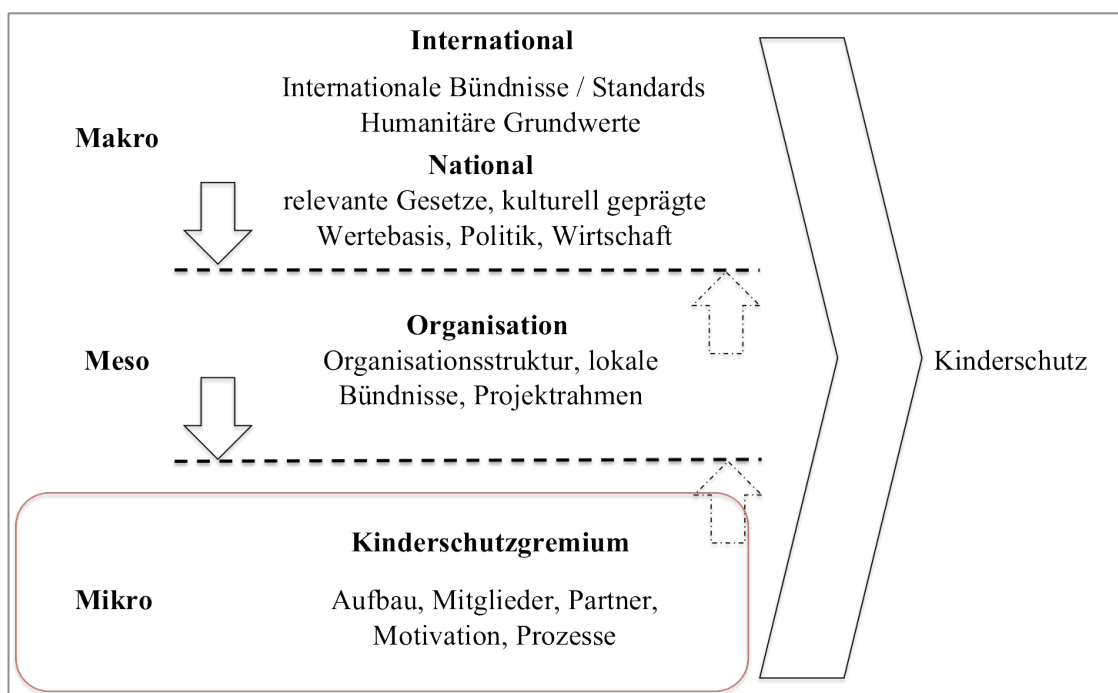 International
Internationale Bündnisse / Standards
Humanitäre Grundwerte
Makro
National
relevante Gesetze, kulturell geprägte
Wertebasis, Politik, Wirtschaft
Organisation
Meso
Organisationsstruktur, lokale
Bündnisse, Projektrahmen
Kinderschutz
Kinderschutzgremium
Mikro
Aufbau, Mitglieder, Partner,
Motivation, Prozesse